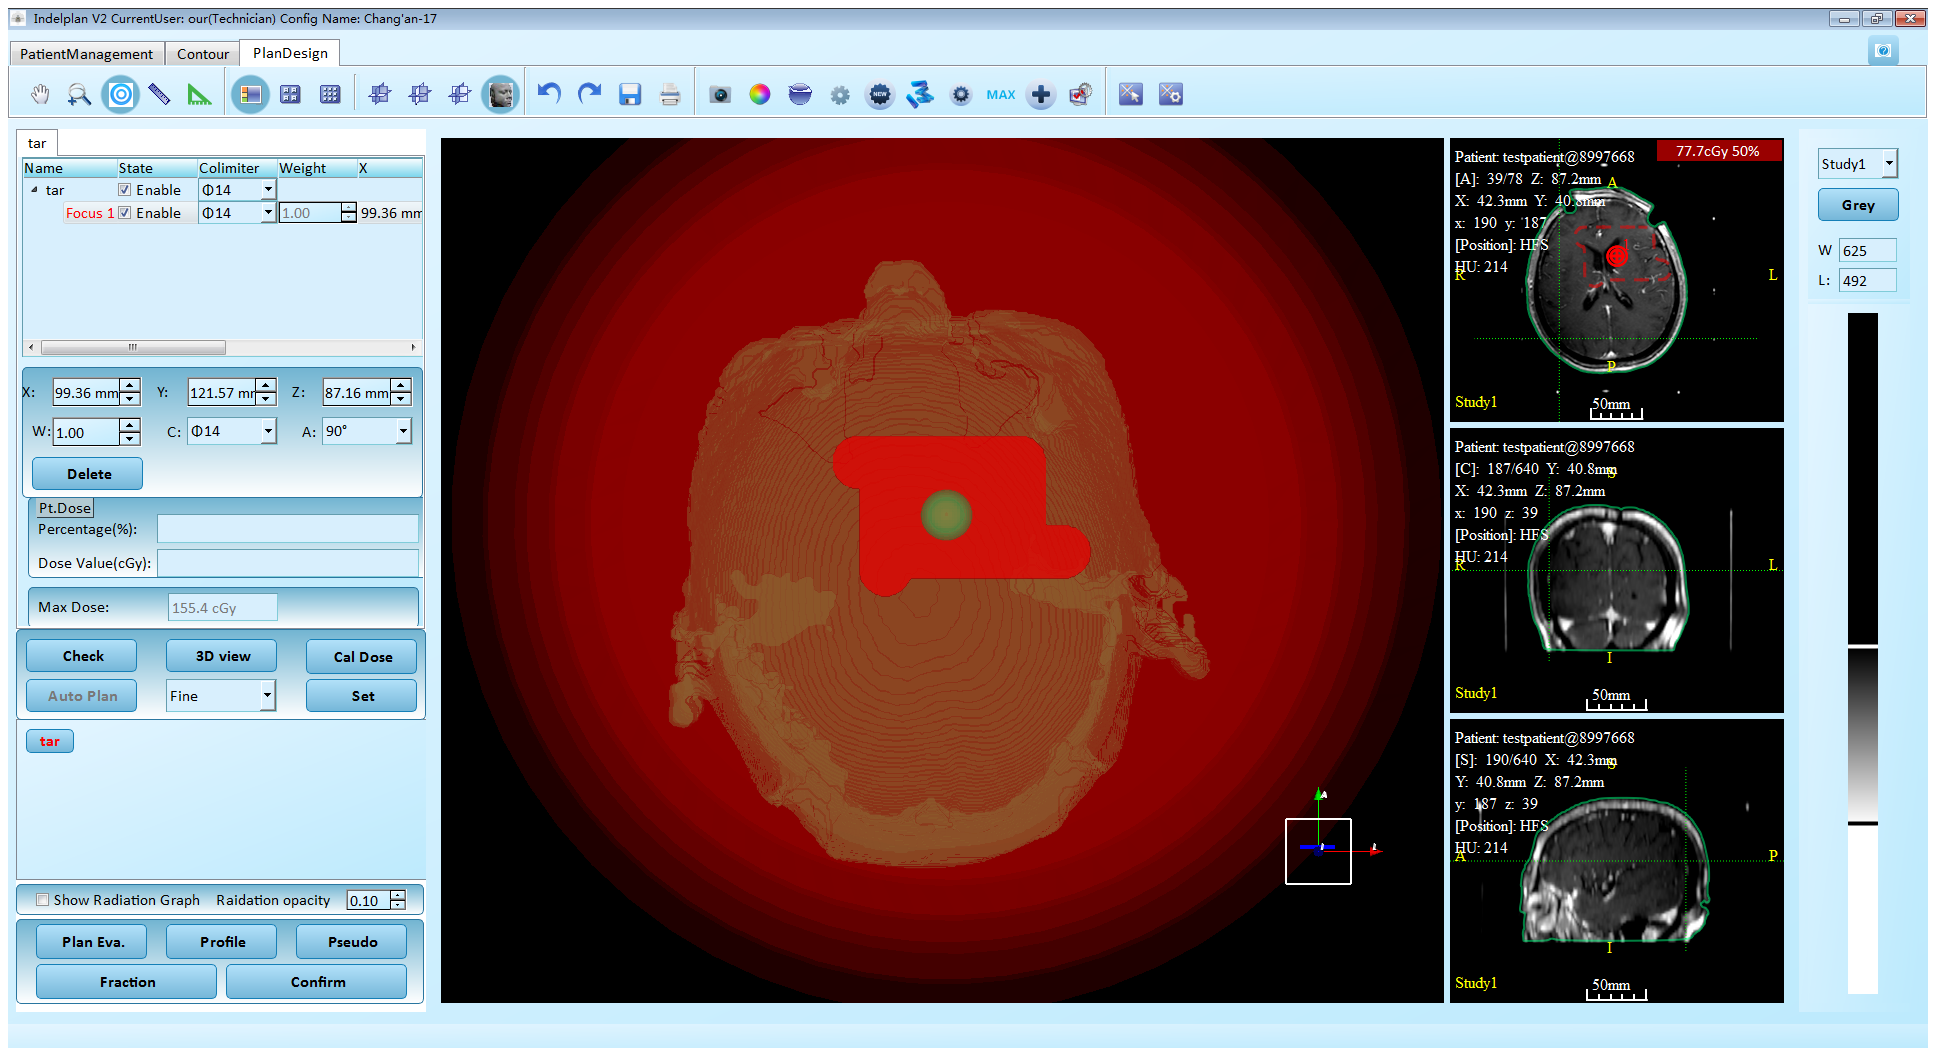 Indelplan V2 CurrentUser: our(Technician) Config Name: Chang'an-17
PatientManagement Contour PlanDesign
NEW MAX
tar
Name State Colimiter Weight X
tar Enable Φ14
Focus 1 Enable Φ14 1.00 99.36 mm
X: 99.36 mm Y: 121.57 mr Z: 87.16 mm
W: 1.00 C: Φ14 A: 90°
Delete
Pt.Dose
Percentage(%):
Dose Value(cGy):
Max Dose: 155.4 cGy
Check 3D view Cal Dose
Auto Plan Fine Set
tar
Show Radiation Graph Raidation opacity 0.10
Plan Eva. Profile Pseudo
Fraction Confirm
A
L
Patient: testpatient@8997668 77.7cGy 50%
[A]: 39/78 Z: 87.2mm
A
X: 42.3mm Y: 40.8mm
x: 190 y: 187
[Position]: HFS
HU: 214
R L
P
Study1 50mm
Patient: testpatient@8997668
[C]: 187/640 Y: 40.8mm
S
X: 42.3mm Z: 87.2mm
x: 190 z: 39
[Position]: HFS
HU: 214
R L
I
Study1 50mm
Patient: testpatient@8997668
[S]: 190/640 X: 42.3mm
S
Y: 40.8mm Z: 87.2mm
y: 187 z: 39
[Position]: HFS
HU: 214
A P
I
Study1 50mm
Study1
Grey
W 625
L: 492